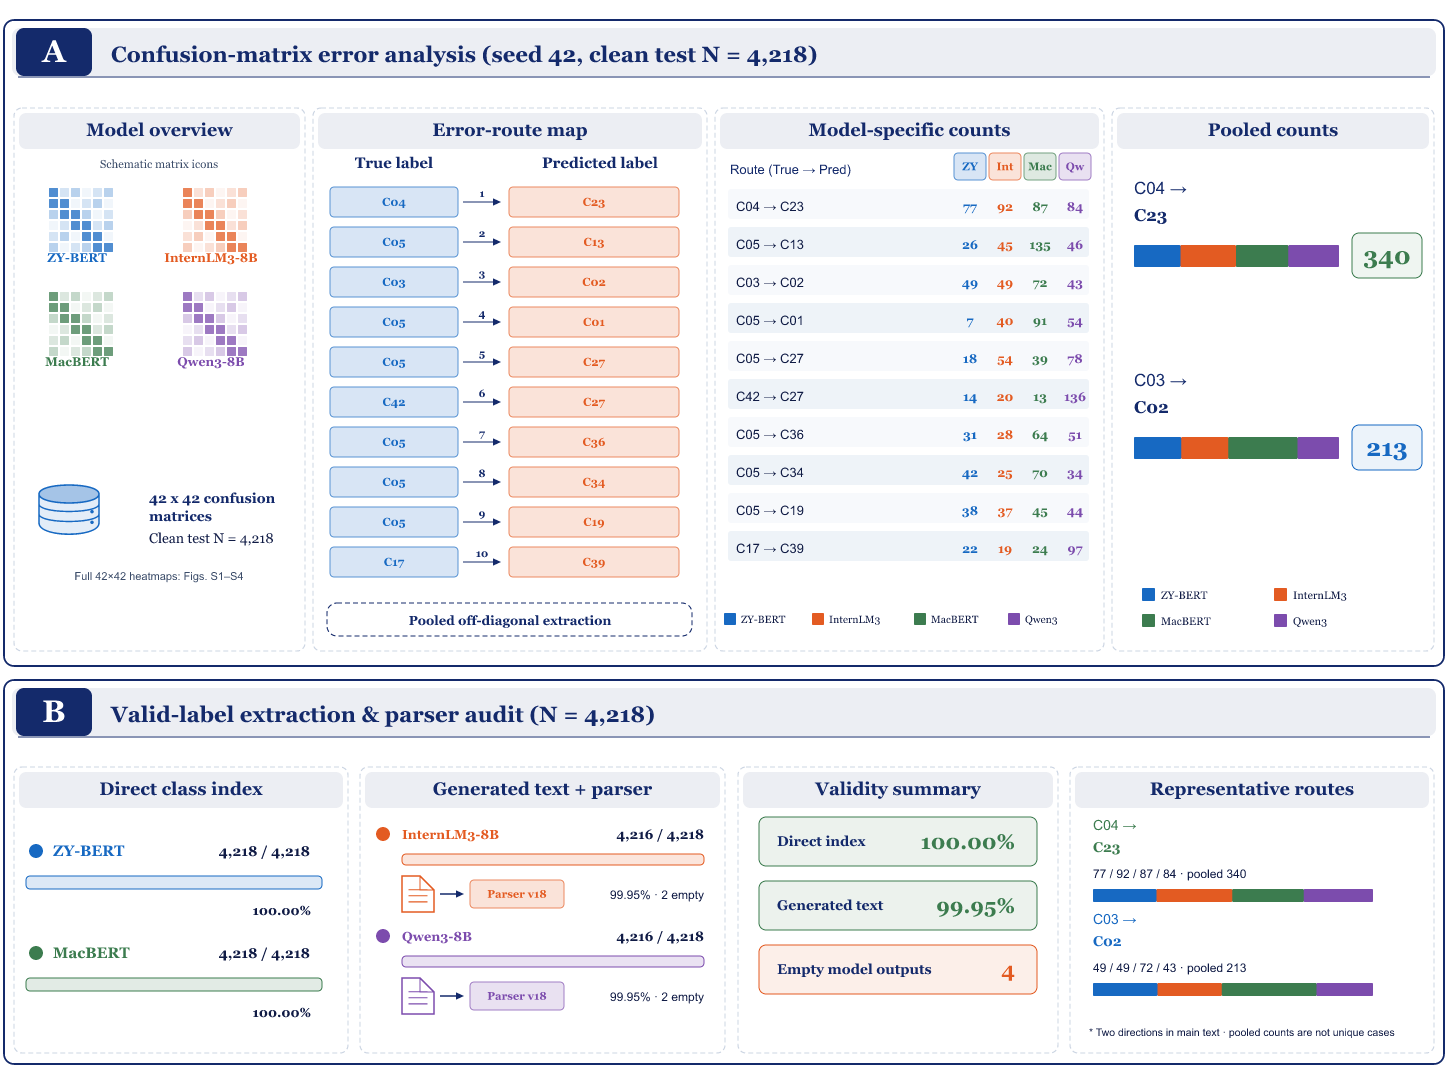 A
Confusion-matrix error analysis (seed 42, clean test N = 4,218)
Model overview
Schematic matrix icons
ZY-BERT
InternLM3-8B
MacBERT
Qwen3-8B
42 x 42 confusion
matrices
Clean test N = 4,218
Full 42×42 heatmaps: Figs. S1–S4
Error-route map
True label
Predicted label
C04 1 C23
C05 2 C13
C03 3 C02
C05 4 C01
C05 5 C27
C42 6 C27
C05 7 C36
C05 8 C34
C05 9 C19
C17 10 C39
Pooled off-diagonal extraction
Model-specific counts
Route (True → Pred) ZY Int Mac Qw
C04 → C23 77 92 87 84
C05 → C13 26 45 135 46
C03 → C02 49 49 72 43
C05 → C01 7 40 91 54
C05 → C27 18 54 39 78
C42 → C27 14 20 13 136
C05 → C36 31 28 64 51
C05 → C34 42 25 70 34
C05 → C19 38 37 45 44
C17 → C39 22 19 24 97
ZY-BERT InternLM3 MacBERT Qwen3
Pooled counts
C04 →
C23
340
C03 →
C02
213
ZY-BERT InternLM3
MacBERT Qwen3
B
Valid-label extraction & parser audit (N = 4,218)
Direct class index
ZY-BERT 4,218 / 4,218
100.00%
MacBERT 4,218 / 4,218
100.00%
Generated text + parser
InternLM3-8B 4,216 / 4,218
Parser v18 99.95% · 2 empty
Qwen3-8B 4,216 / 4,218
Parser v18 99.95% · 2 empty
Validity summary
Direct index 100.00%
Generated text 99.95%
Empty model outputs 4
Representative routes
C04 →
C23
77 / 92 / 87 / 84 · pooled 340
C03 →
C02
49 / 49 / 72 / 43 · pooled 213
* Two directions in main text · pooled counts are not unique cases